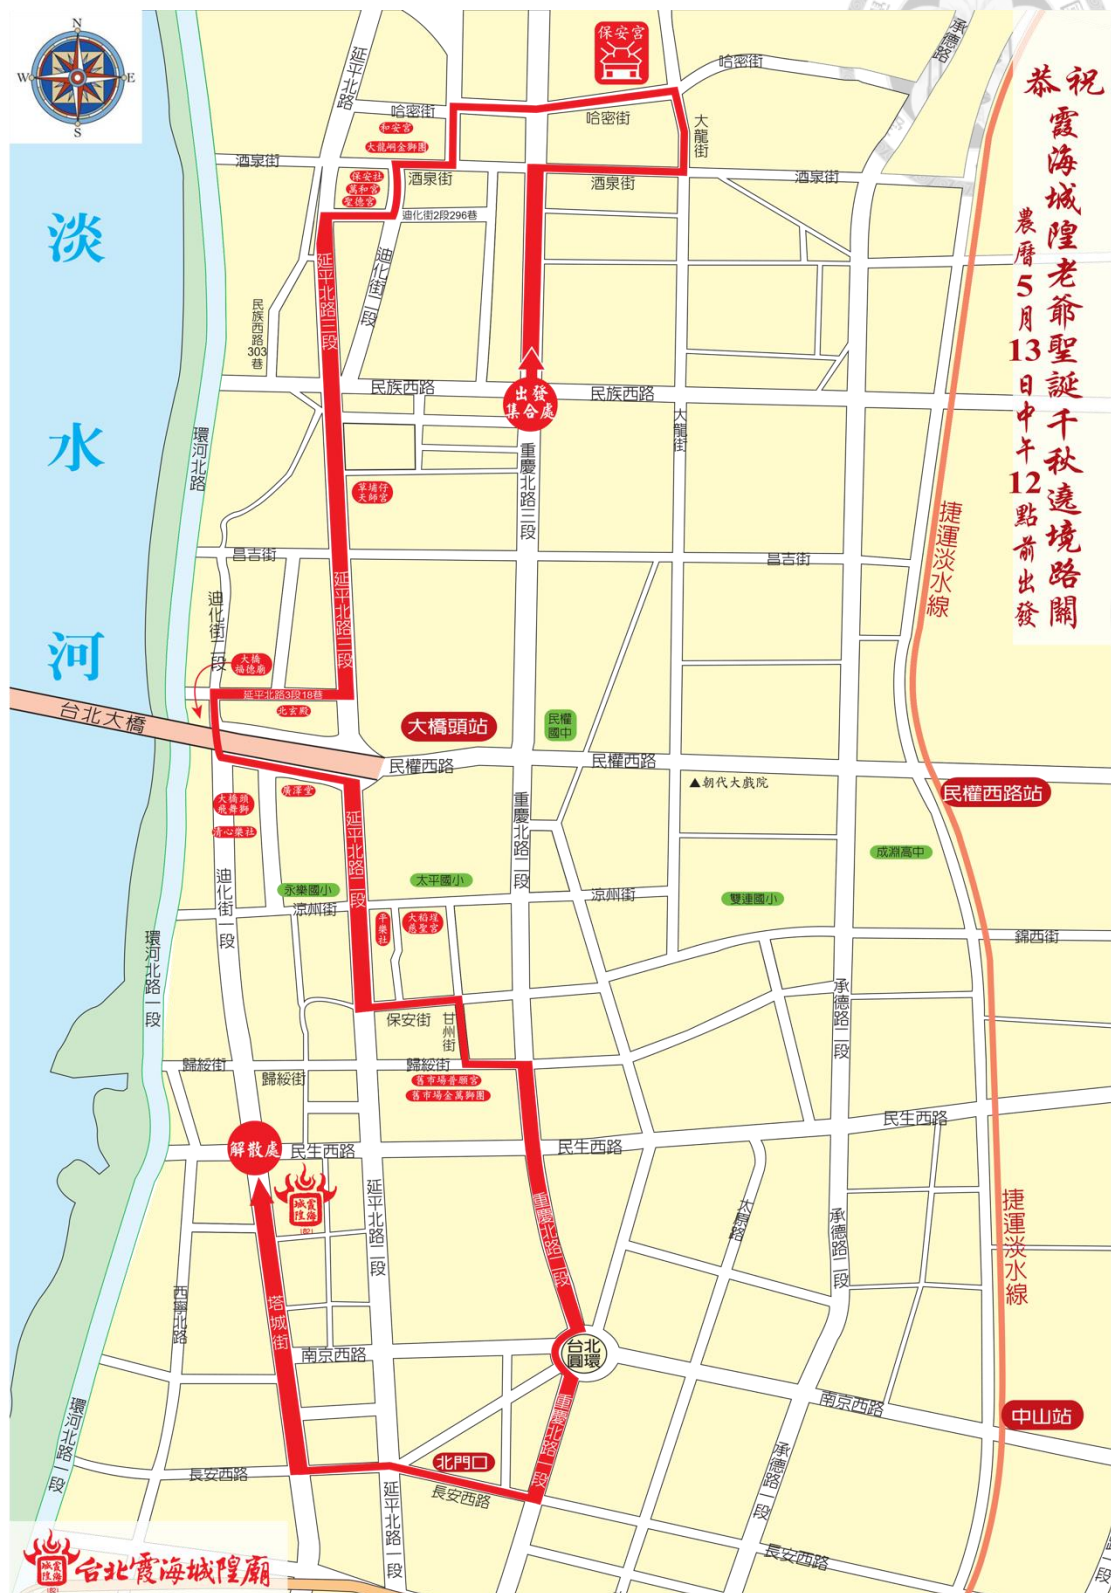 N
W
E
S
恭祝
霞海城隍老爺聖誕千秋遶境路關
農曆5月13日中午12點前出發
淡水河
保安宮
延平北路
承德路
哈密街
哈密街
哈密街
和安宮
大龍峒金獅團
大龍街
酒泉街
酒泉街
酒泉街
酒泉街
保安社
萬和宮
聖德宮
迪化街2段296巷
延平北路三段
迪化街二段
民族西路303巷
民族西路
民族西路
出發
集合處
大龍街
環河北路
重慶北路三段
草埔仔
天師宮
捷運淡水線
昌吉街
昌吉街
迪化街二段
延平北路三段
大橋
福德廟
延平北路3段18巷
北玄殿
台北大橋
大橋頭站
民權
國中
民權西路
民權西路
▲朝代大戲院
民權西路站
廣澤堂
大橋頭
飛舞獅
清心樂社
延平北路二段
重慶北路二段
成淵高中
迪化街一段
永樂國小
太平國小
涼州街
涼州街
雙連國小
平樂社
大稻埕
慈聖宮
錦西街
環河北路一段
承德路二段
保安街
甘州街
歸綏街
歸綏街
歸綏街
舊市場普願宮
舊市場金萬獅團
民生西路
解散處
民生西路
民生西路
霞海
城隍
延平北路二段
重慶北路二段
太原路
承德路二段
捷運淡水線
西寧北路
塔城街
南京西路
台北
圓環
南京西路
重慶北路一段
中山站
環河北路一段
北門口
長安西路
長安西路
延平北路一段
承德路一段
長安西路
霞海
城隍
台北霞海城隍廟